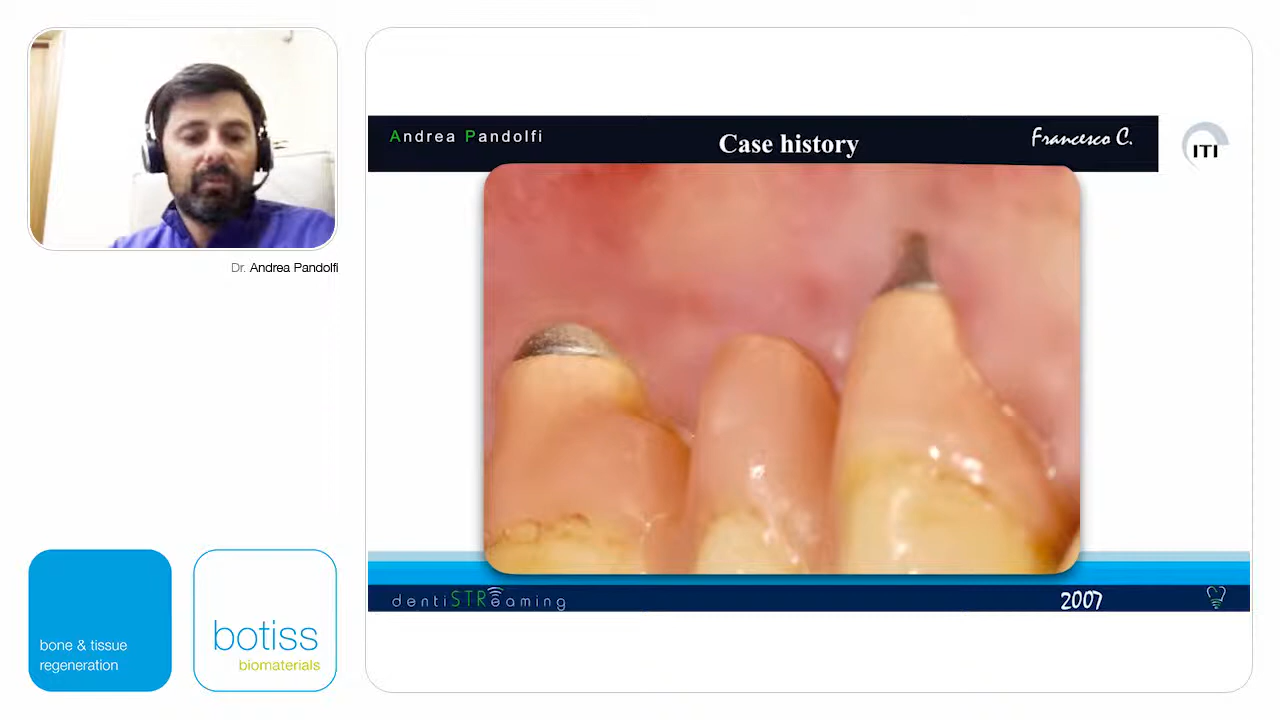 Andrea Pandolfi
Case history
Francesco C.
ITI
Dr. Andrea Pandolfi
bone & tissue
regeneration
botiss
biomaterials
dentiSTReaming
2007